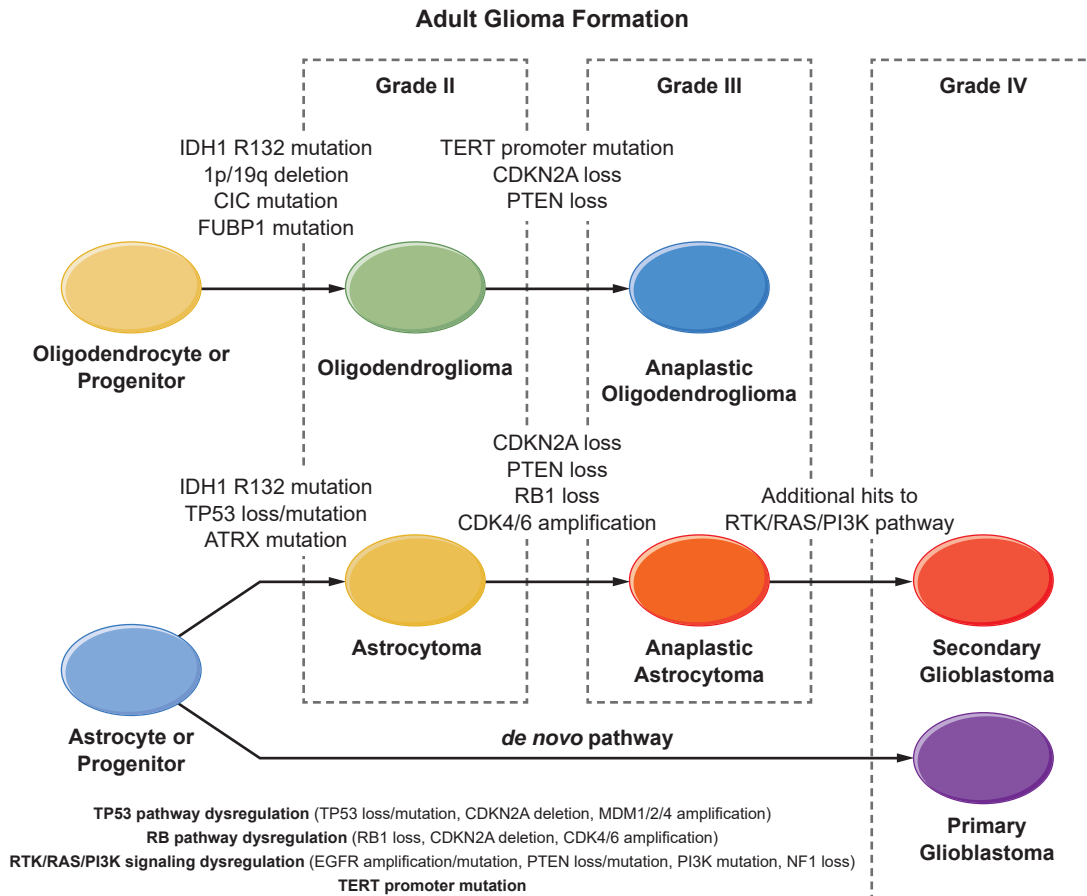 Adult Glioma Formation
Grade II
Grade III
Grade IV
IDH1 R132 mutation
1p/19q deletion
CIC mutation
FUBP1 mutation
TERT promoter mutation
CDKN2A loss
PTEN loss
Oligodendrocyte or
Progenitor
Oligodendroglioma
Anaplastic
Oligodendroglioma
IDH1 R132 mutation
TP53 loss/mutation
ATRX mutation
CDKN2A loss
PTEN loss
RB1 loss
CDK4/6 amplification
Additional hits to
RTK/RAS/PI3K pathway
Astrocytoma
Anaplastic
Astrocytoma
Secondary
Glioblastoma
Astrocyte or
Progenitor
de novo pathway
Primary
Glioblastoma
TP53 pathway dysregulation (TP53 loss/mutation, CDKN2A deletion, MDM1/2/4 amplification)
RB pathway dysregulation (RB1 loss, CDKN2A deletion, CDK4/6 amplification)
RTK/RAS/PI3K signaling dysregulation (EGFR amplification/mutation, PTEN loss/mutation, PI3K mutation, NF1 loss)
TERT promoter mutation